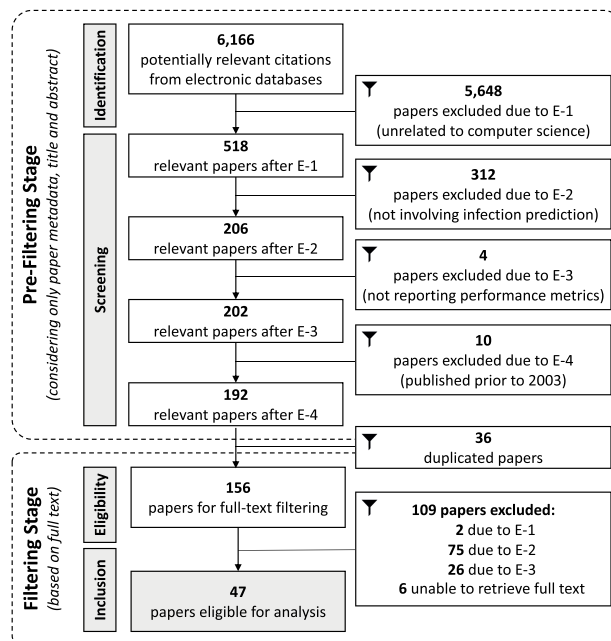 Pre-Filtering Stage
(considering only paper metadata, title and abstract)
Identification
6,166
potentially relevant citations
from electronic databases
5,648
papers excluded due to E-1
(unrelated to computer science)
Screening
518
relevant papers after E-1
312
papers excluded due to E-2
(not involving infection prediction)
206
relevant papers after E-2
4
papers excluded due to E-3
(not reporting performance metrics)
202
relevant papers after E-3
10
papers excluded due to E-4
(published prior to 2003)
192
relevant papers after E-4
36
duplicated papers
Filtering Stage
(based on full text)
Eligibility
156
papers for full-text filtering
109 papers excluded:
2 due to E-1
75 due to E-2
26 due to E-3
6 unable to retrieve full text
Inclusion
47
papers eligible for analysis